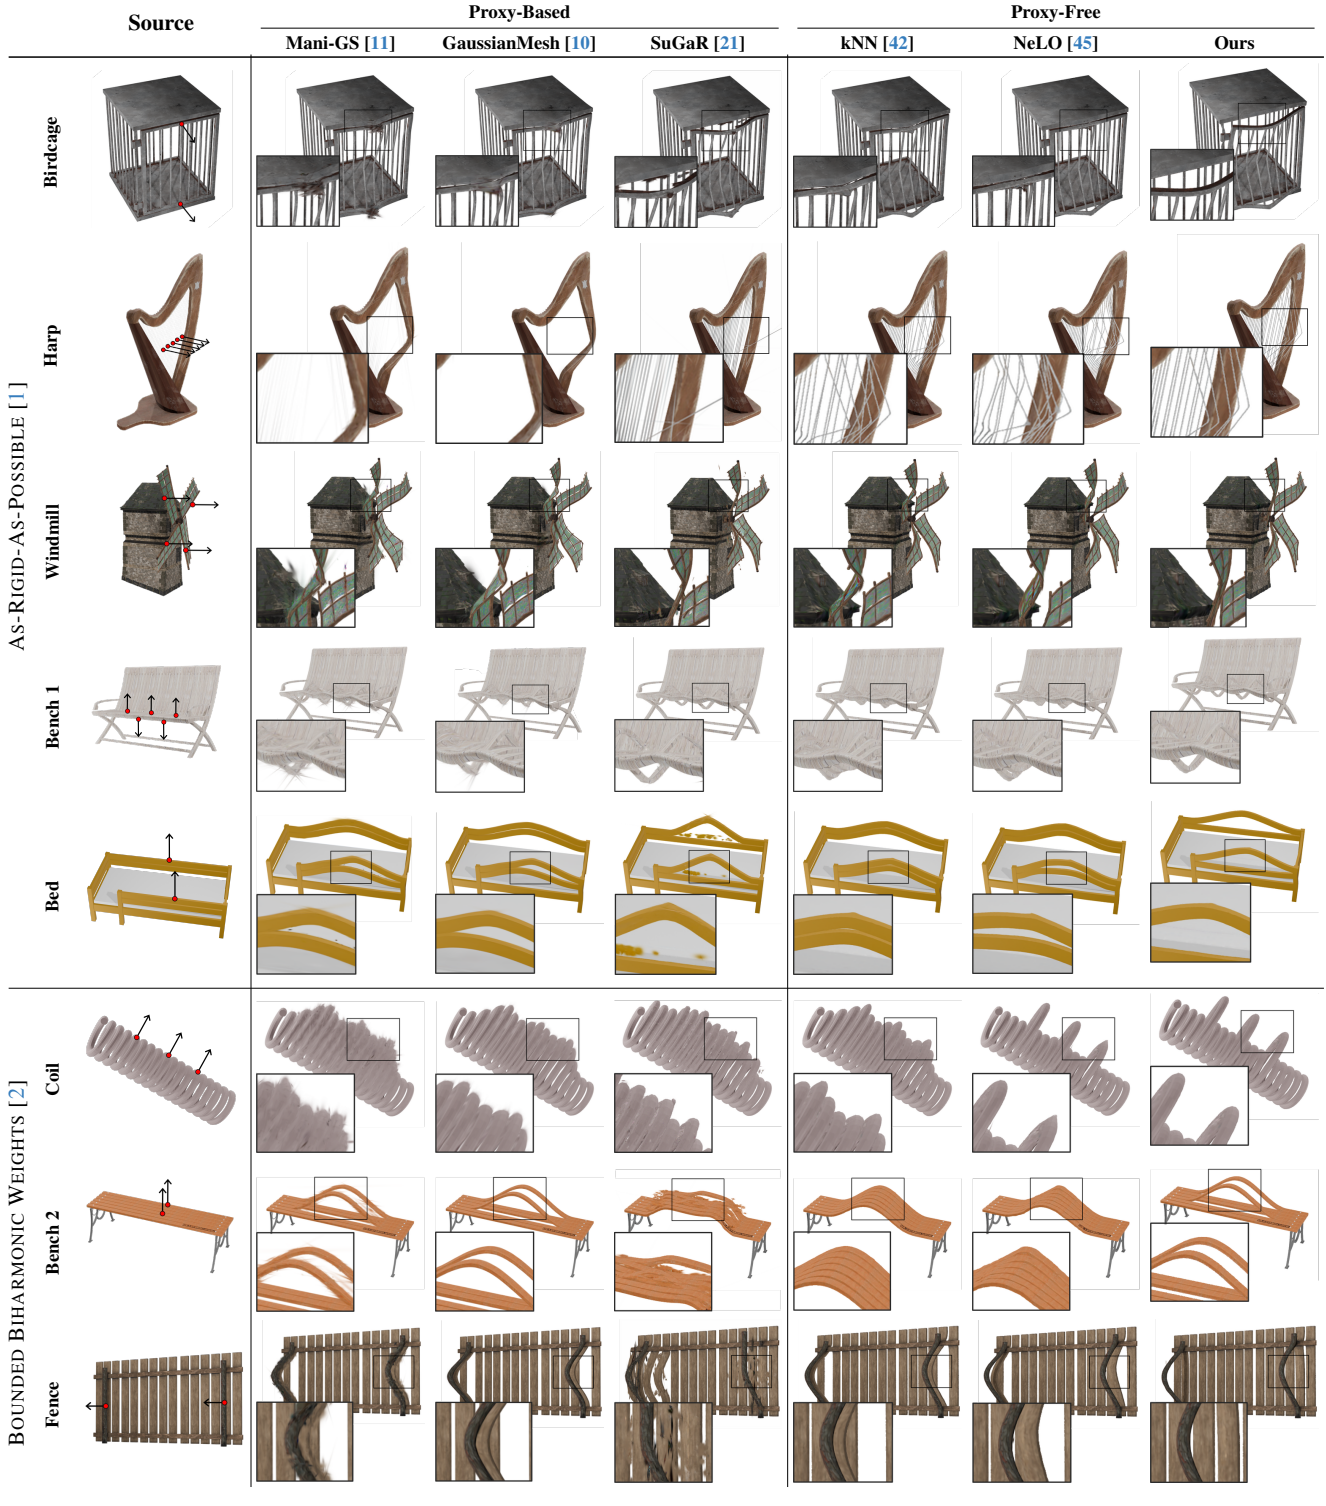 Source
Proxy-Based
Proxy-Free
Mani-GS [11]
GaussianMesh [10]
SuGaR [21]
kNN [42]
NeLO [45]
Ours
AS-RIGID-AS-POSSIBLE [1]
Birdcage
Harp
Windmill
Bench 1
Bed
BOUNDED BIHARMONIC WEIGHTS [2]
Coil
Bench 2
Fence